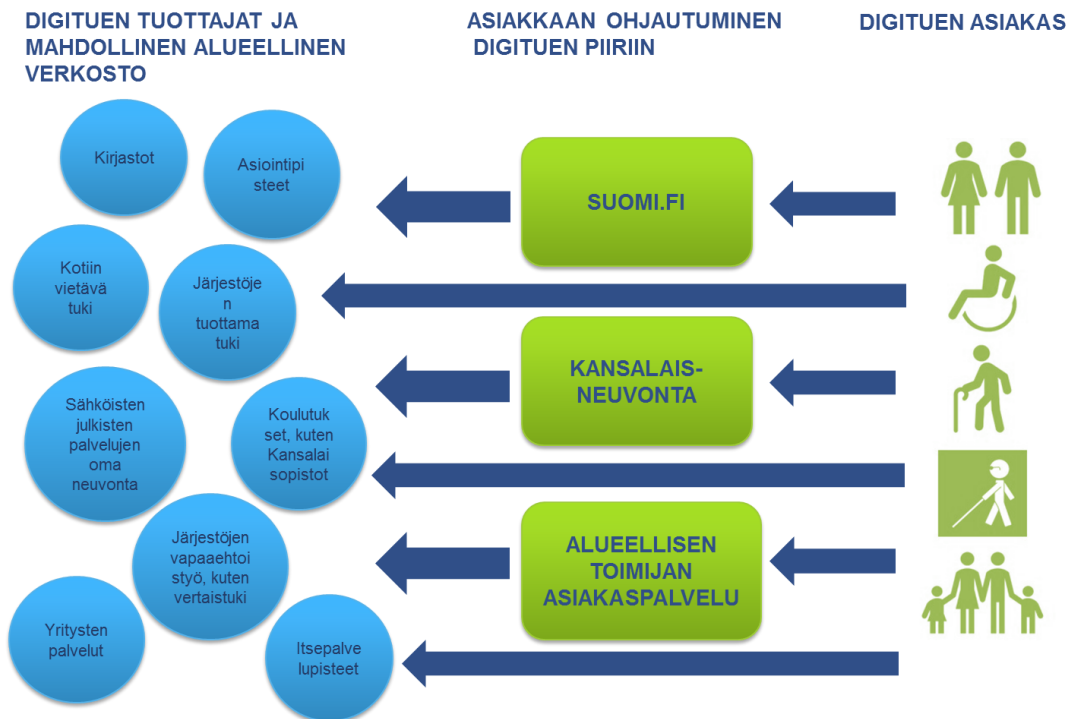 DIGITUEN TUOTTAJAT JA
MAHDOLLINEN ALUEELLINEN
VERKOSTO
ASIAKKAAN OHJAUTUMINEN
DIGITUEN PIIRIIN
DIGITUEN ASIAKAS
Kirjastot
Asiointipi
steet
Kotiin
vietävä
tuki
Järjestöje
n
tuottama
tuki
Sähköisten
julkisten
palvelujen
oma
neuvonta
Koulutuk
set, kuten
Kansalai
sopistot
Järjestöjen
vapaaehtoi
styö, kuten
vertaistuki
Yritysten
palvelut
Itsepalve
lupisteet
SUOMI.FI
KANSALAIS-
NEUVONTA
ALUEELLISEN
TOIMIJAN
ASIAKASPALVELU